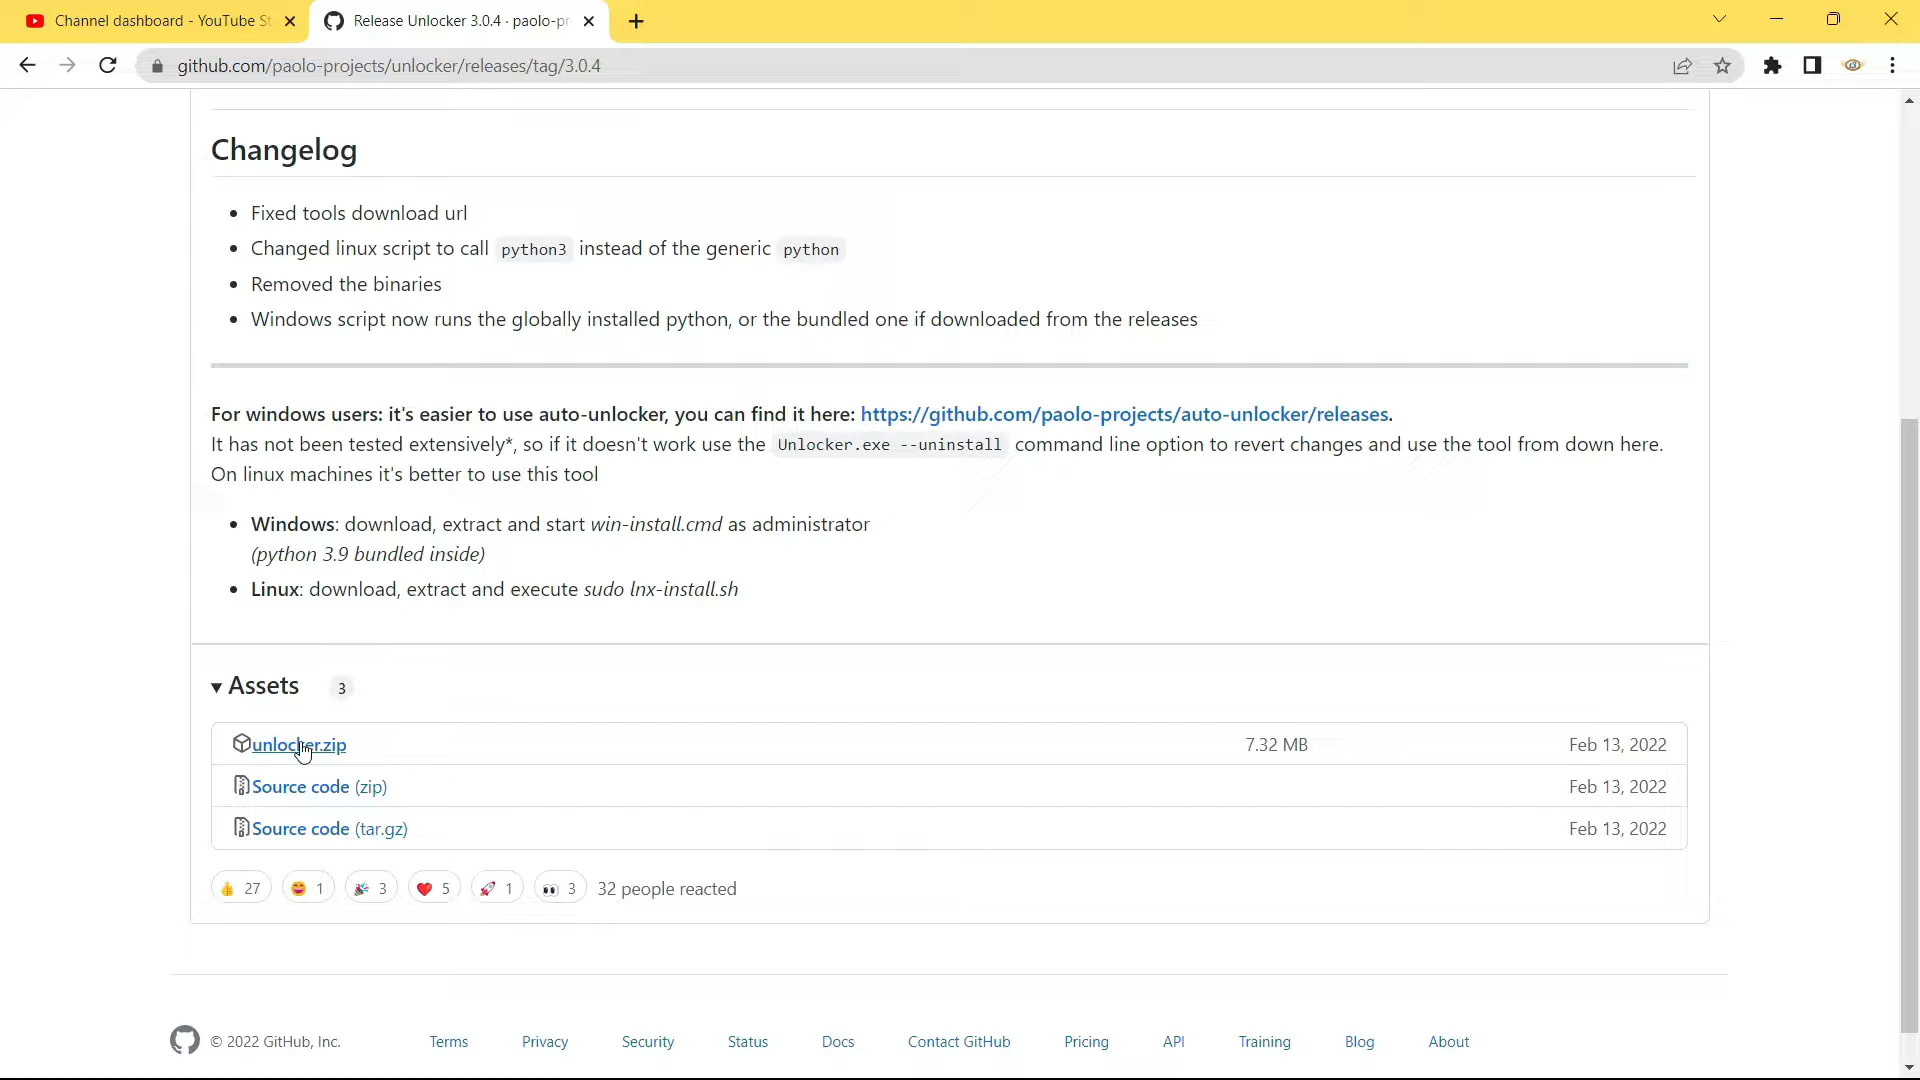 Channel dashboard - YouTube St
Release Unlocker 3.0.4 · paolo-pr
github.com/paolo-projects/unlocker/releases/tag/3.0.4
Changelog
Fixed tools download url
Changed linux script to call python3 instead of the generic python
Removed the binaries
Windows script now runs the globally installed python, or the bundled one if downloaded from the releases
For windows users: it's easier to use auto-unlocker, you can find it here: https://github.com/paolo-projects/auto-unlocker/releases.
It has not been tested extensively*, so if it doesn't work use the Unlocker.exe --uninstall command line option to revert changes and use the tool from down here.
On linux machines it's better to use this tool
Windows: download, extract and start win-install.cmd as administrator
(python 3.9 bundled inside)
Linux: download, extract and execute sudo lnx-install.sh
Assets 3
unlocker.zip 7.32 MB Feb 13, 2022
Source code (zip) Feb 13, 2022
Source code (tar.gz) Feb 13, 2022
👍 27 😄 1 🎉 3 ❤️ 5 🚀 1 👀 3 32 people reacted
© 2022 GitHub, Inc. Terms Privacy Security Status Docs Contact GitHub Pricing API Training Blog About